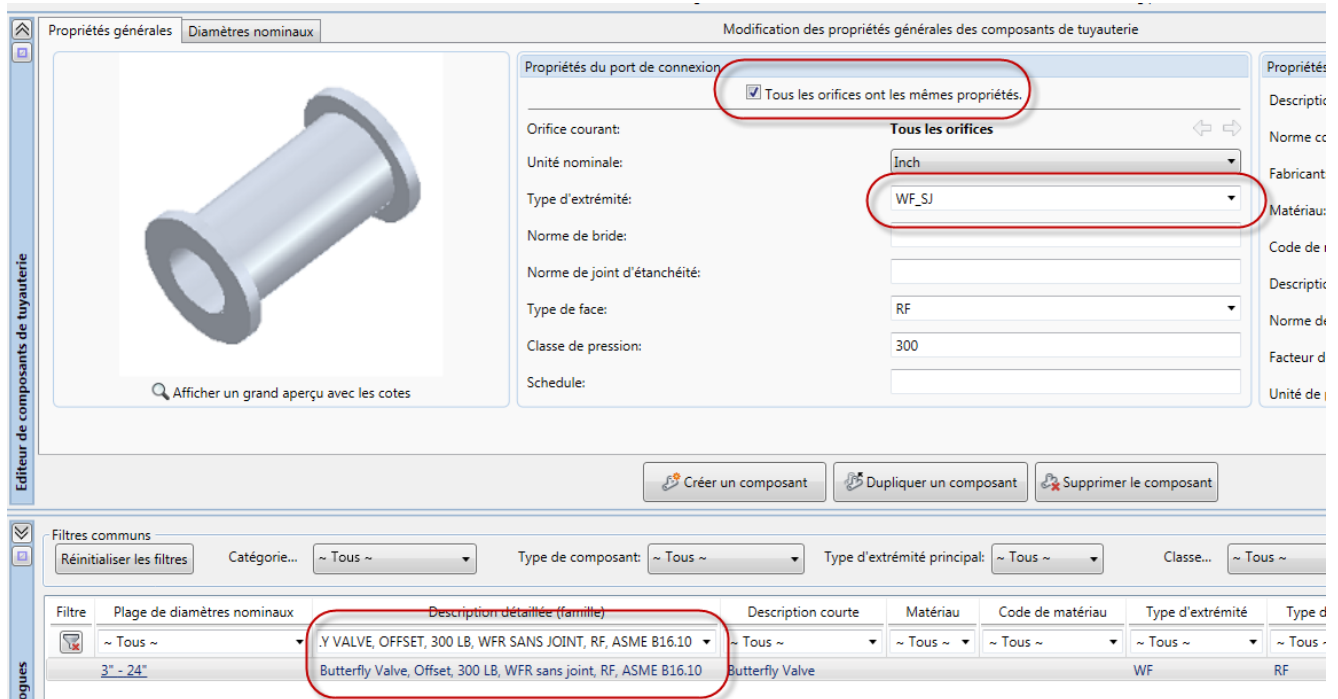 Propriétés générales Diamètres nominaux Modification des propriétés générales des composants de tuyauterie
Propriétés du port de connexion Propriétés
Tous les orifices ont les mêmes propriétés.
Orifice courant: Tous les orifices
Unité nominale: Inch
Type d'extrémité: WF_SJ
Norme de bride:
Norme de joint d'étanchéité:
Type de face: RF
Classe de pression: 300
Schedule:
Descriptio
Norme co
Fabricant
Matériau:
Code de
Descriptio
Norme de
Facteur d
Unité de
Afficher un grand aperçu avec les cotes
Editeur de composants de tuyauterie
Créer un composant Dupliquer un composant Supprimer le composant
Filtres communs
Réinitialiser les filtres Catégorie... ~ Tous ~ Type de composant: ~ Tous ~ Type d'extrémité principal: ~ Tous ~ Classe... ~ Tous ~
Filtre Plage de diamètres nominaux Description détaillée (famille) Description courte Matériau Code de matériau Type d'extrémité Type d
~ Tous ~ Y VALVE, OFFSET, 300 LB, WFR SANS JOINT, RF, ASME B16.10 ~ Tous ~ ~ Tous ~ ~ Tous ~ ~ Tous ~ ~ Tous ~
3" - 24" Butterfly Valve, Offset, 300 LB, WFR sans joint, RF, ASME B16.10 Butterfly Valve WF RF
ogues